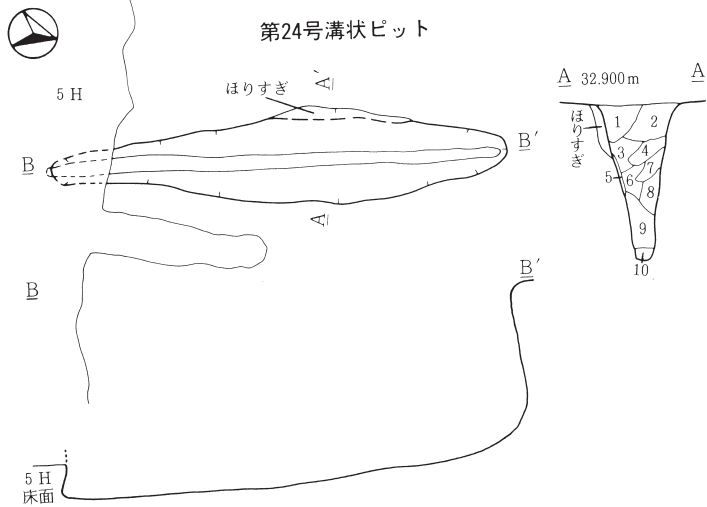 第24号溝状ピット
5H
ほりすぎ
A′
B
B′
A
A 32.900m A
ほりすぎ
1 2
3 4
5 6 7
8
9
10
B
B′
5H
床面